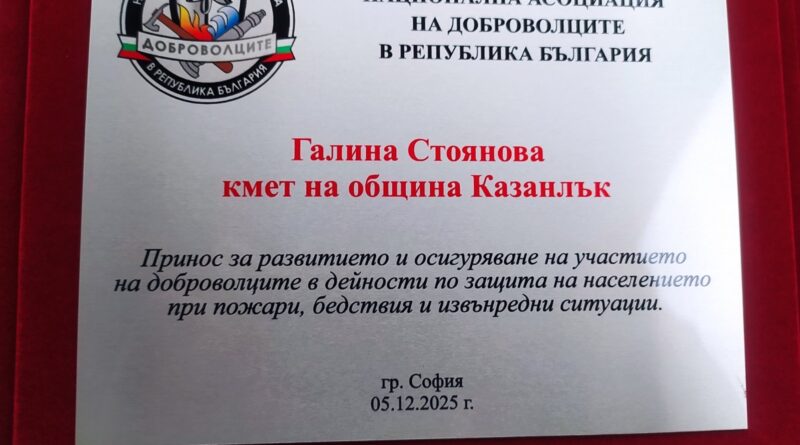 НАЦИОНАЛНА АСОЦИАЦИЯ
НА ДОБРОВОЛЦИТЕ
В РЕПУБЛИКА БЪЛГАРИЯ
ДОБРОВОЛЦИТЕ
В РЕПУБЛИКА БЪЛГАРИЯ
Галина Стоянова
кмет на община Казанлък
Принос за развитието и осигуряване на участието
на доброволците в дейности по защита на населението
при пожари, бедствия и извънредни ситуации.
гр. София
05.12.2025 г.